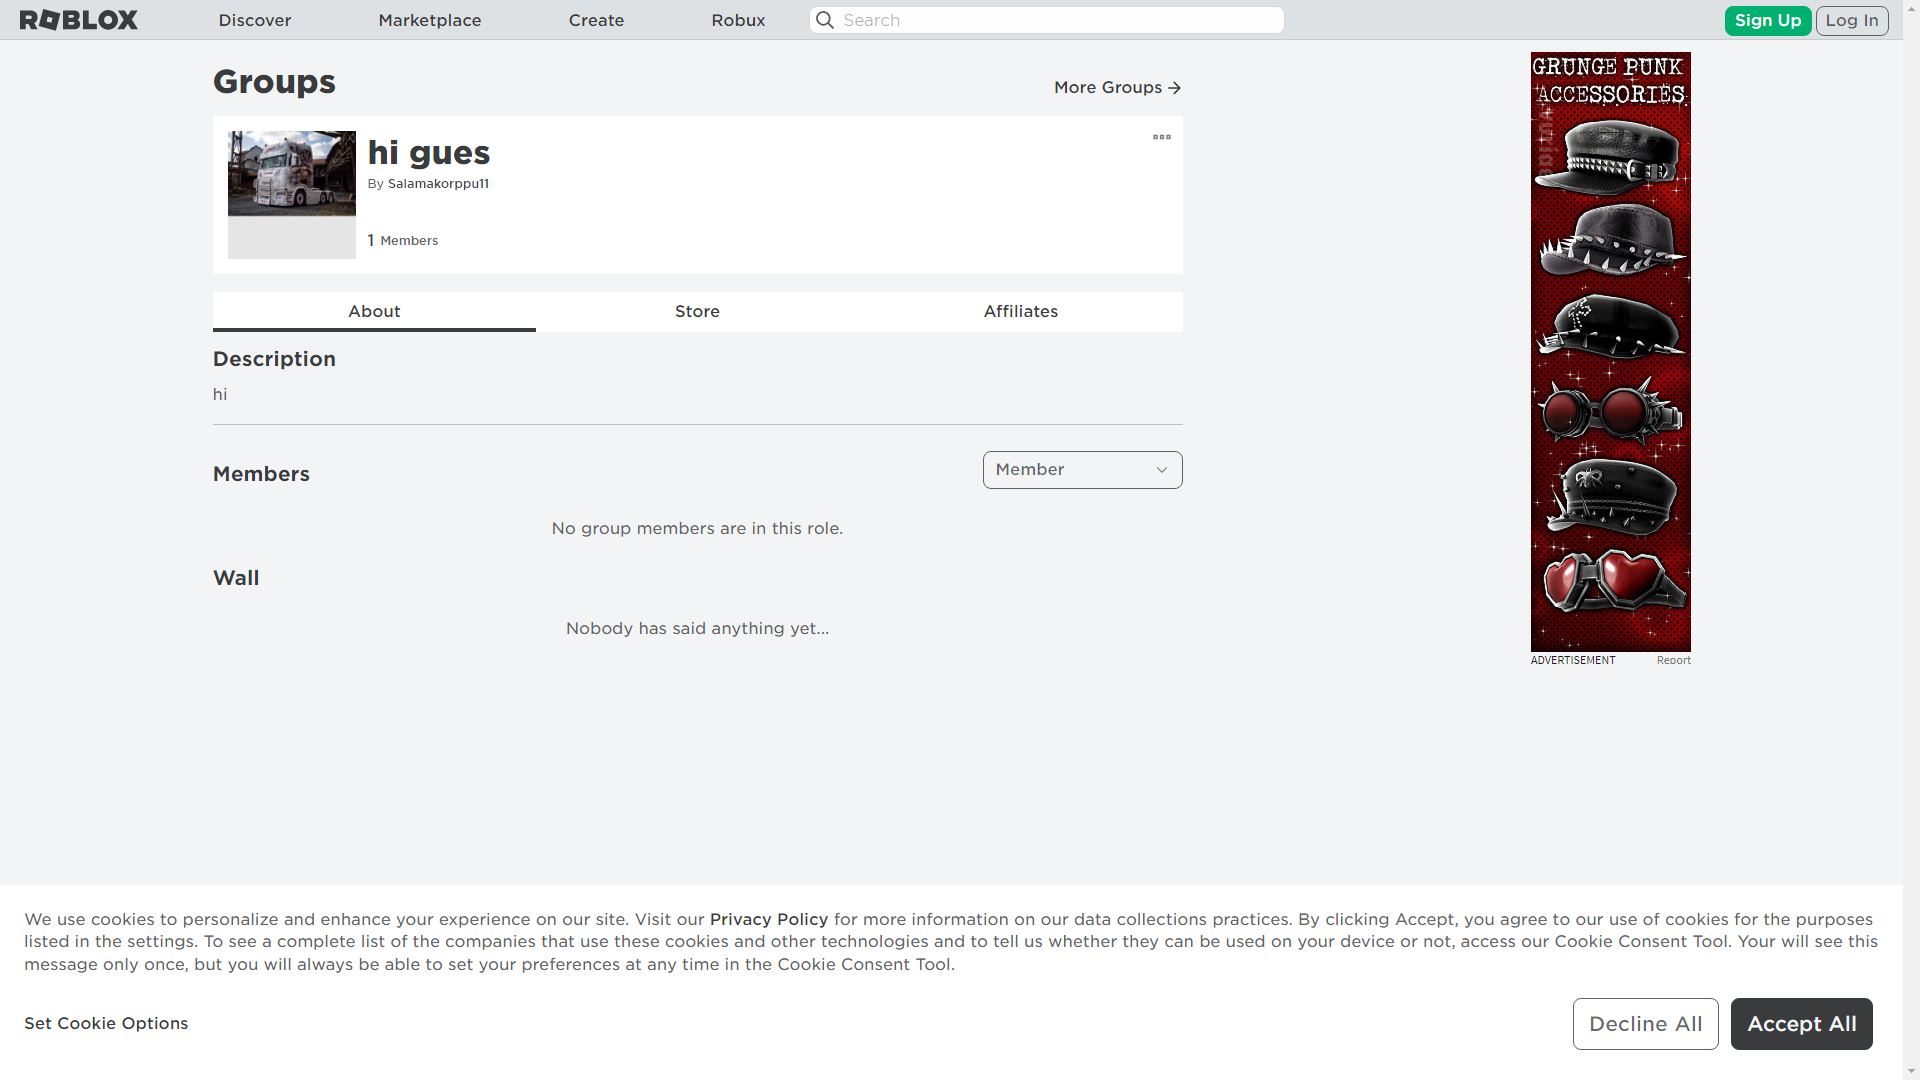 ROBLOX
Discover
Marketplace
Create
Robux
Search
Sign Up
Log In
Groups
More Groups
hi gues
By Salamakorppu11
1 Members
About
Store
Affiliates
Description
hi
Members
Member
No group members are in this role.
Wall
Nobody has said anything yet...
GRUNGE PUNK
ACCESSORIES
ADVERTISEMENT
Report
We use cookies to personalize and enhance your experience on our site. Visit our Privacy Policy for more information on our data collections practices. By clicking Accept, you agree to our use of cookies for the purposes
listed in the settings. To see a complete list of the companies that use these cookies and other technologies and to tell us whether they can be used on your device or not, access our Cookie Consent Tool. Your will see this
message only once, but you will always be able to set your preferences at any time in the Cookie Consent Tool.
Set Cookie Options
Decline All
Accept All